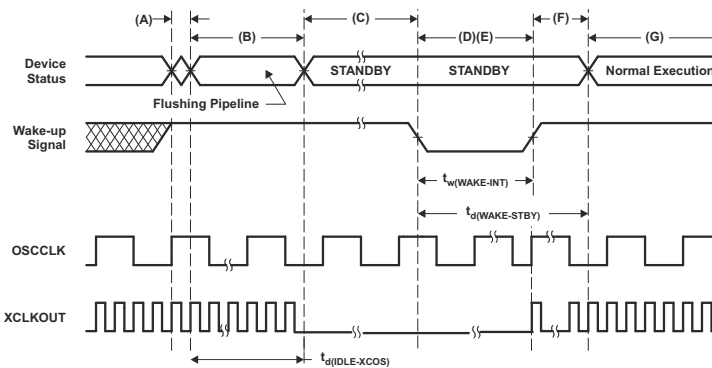 (A)
(B)
(C)
(D)(E)
(F)
(G)
Device
Status
STANDBY
STANDBY
Normal Execution
Flushing Pipeline
Wake-up
Signal
tw(WAKE-INT)
td(WAKE-STBY)
OSCCLK
XCLKOUT
td(IDLE-XCOS)